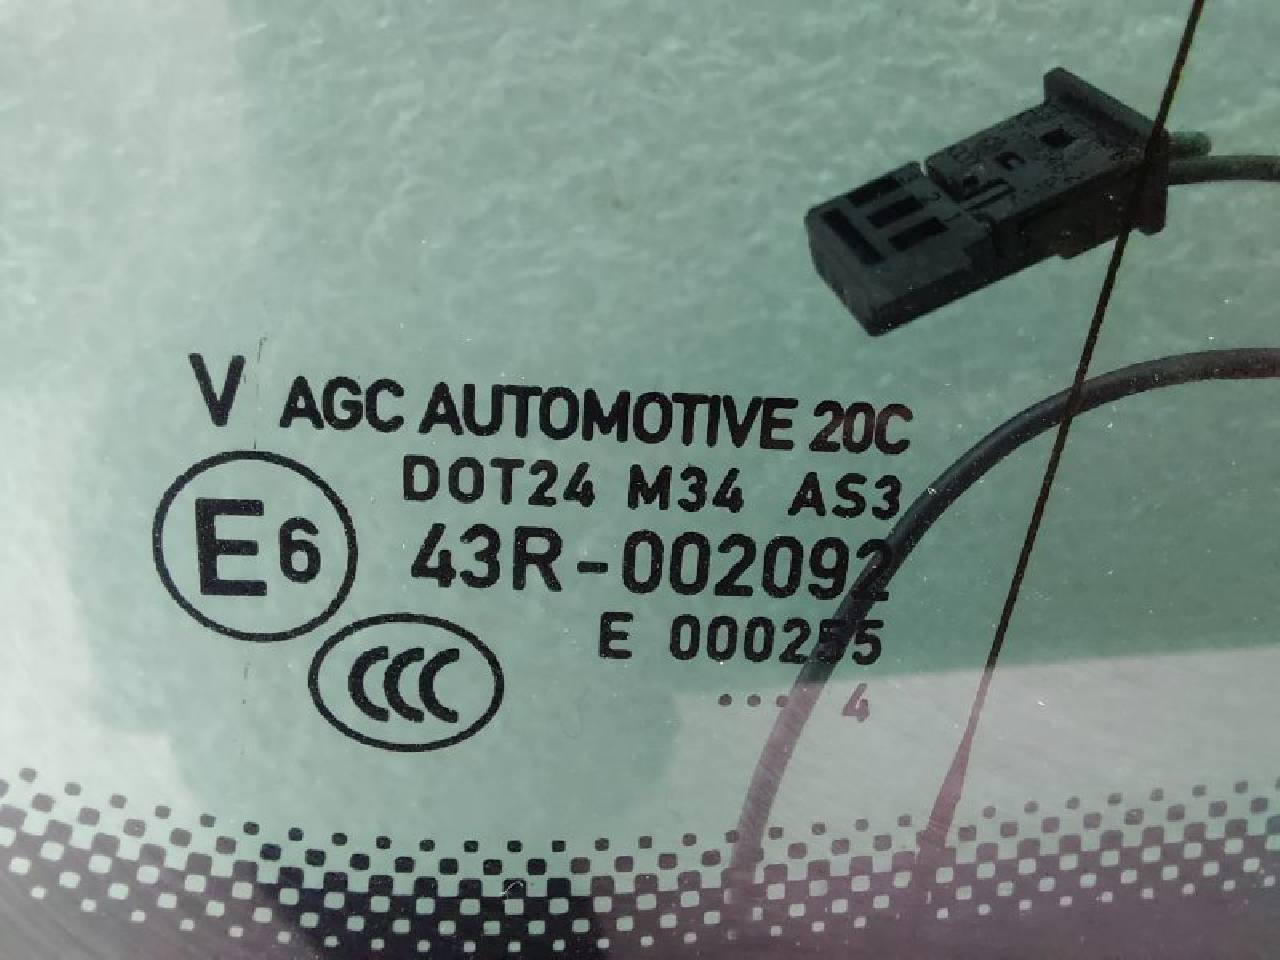 V AGC AUTOMOTIVE 20C
DOT24 M34 AS3
E6 43R-002092
E 000255
CCC
... 4